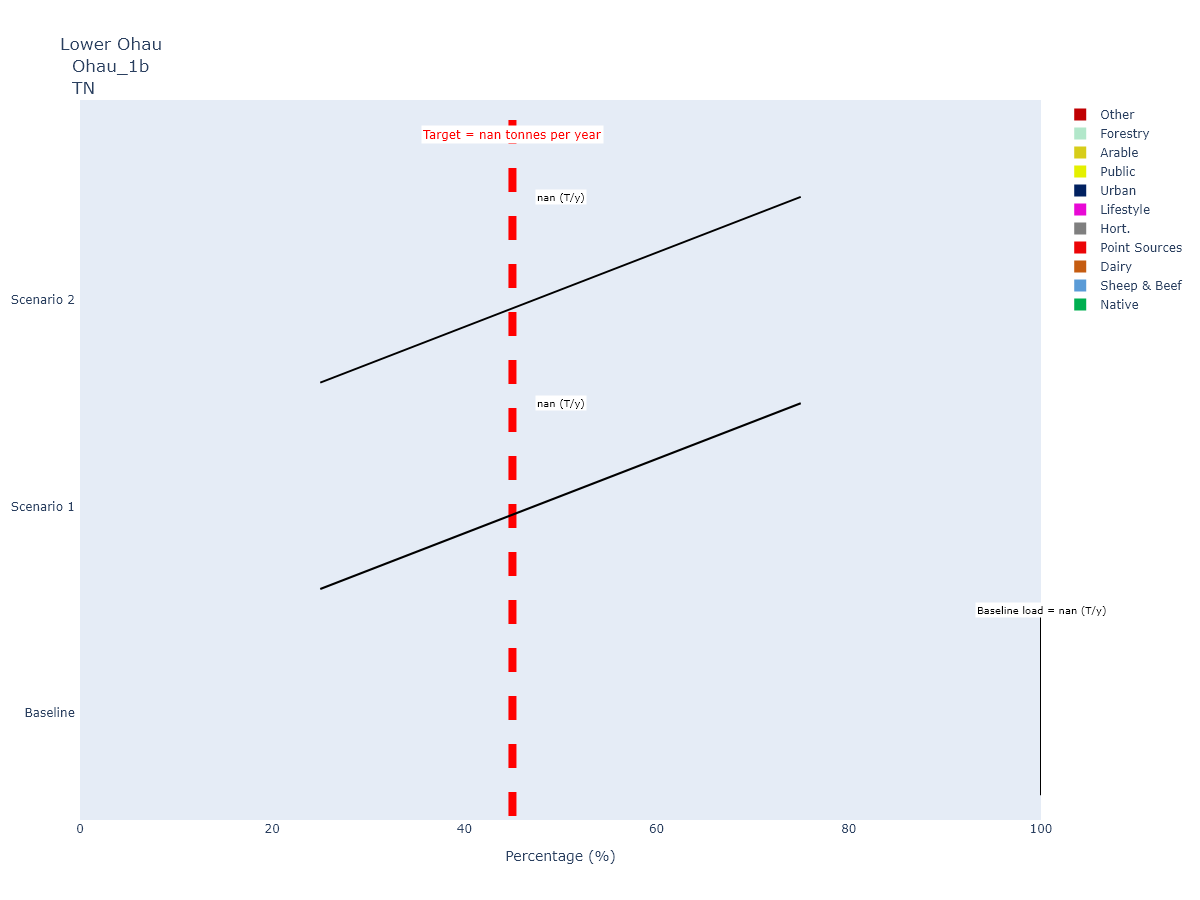 Lower Ohau
Ohau_1b
TN
Target = nan tonnes per year
nan (T/y)
Scenario 2
nan (T/y)
Scenario 1
Baseline load = nan (T/y)
Baseline
0 20 40 60 80 100
Percentage (%)
Other
Forestry
Arable
Public
Urban
Lifestyle
Hort.
Point Sources
Dairy
Sheep & Beef
Native